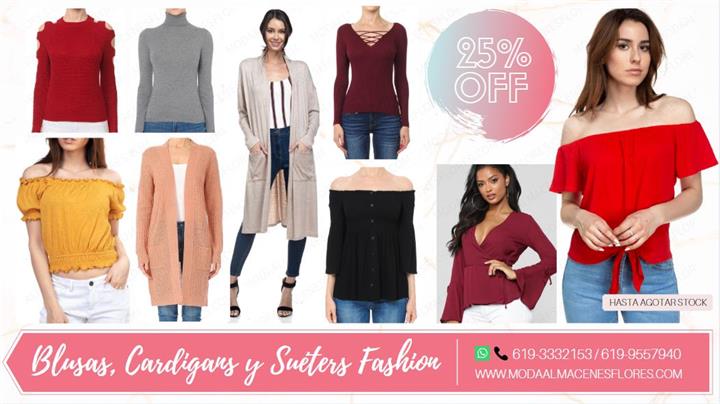 25%
OFF
HASTA AGOTAR STOCK
Blusas, Cardigans y Suéters Fashion
619-3332153 / 619-9557940
WWW.MODAALMACENESFLORES.COM